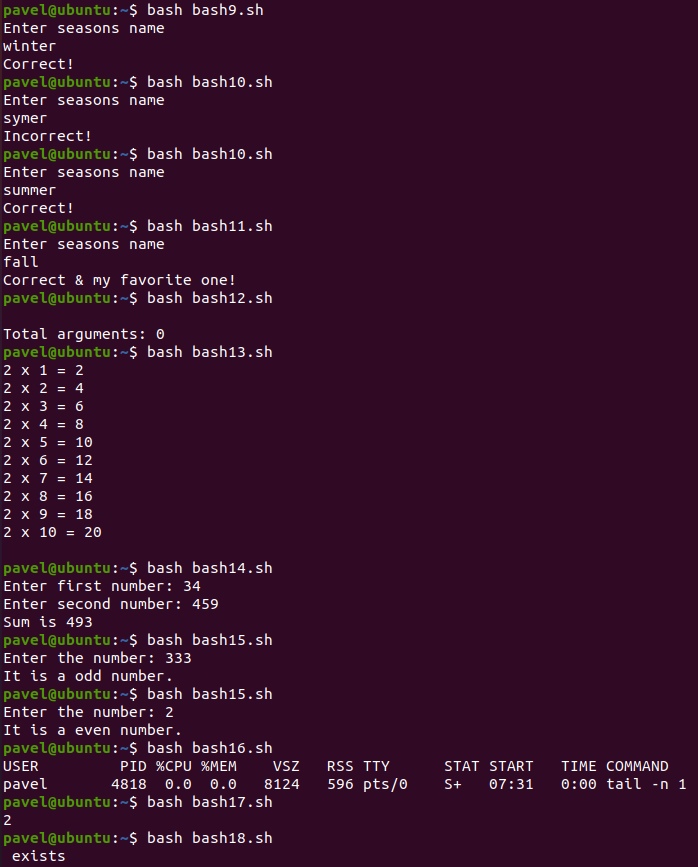 pavel@ubuntu:~$ bash bash9.sh
Enter seasons name
winter
Correct!
pavel@ubuntu:~$ bash bash10.sh
Enter seasons name
symer
Incorrect!
pavel@ubuntu:~$ bash bash10.sh
Enter seasons name
summer
Correct!
pavel@ubuntu:~$ bash bash11.sh
Enter seasons name
fall
Correct & my favorite one!
pavel@ubuntu:~$ bash bash12.sh

Total arguments: 0
pavel@ubuntu:~$ bash bash13.sh
2 x 1 = 2
2 x 2 = 4
2 x 3 = 6
2 x 4 = 8
2 x 5 = 10
2 x 6 = 12
2 x 7 = 14
2 x 8 = 16
2 x 9 = 18
2 x 10 = 20

pavel@ubuntu:~$ bash bash14.sh
Enter first number: 34
Enter second number: 459
Sum is 493
pavel@ubuntu:~$ bash bash15.sh
Enter the number: 333
It is a odd number.
pavel@ubuntu:~$ bash bash15.sh
Enter the number: 2
It is a even number.
pavel@ubuntu:~$ bash bash16.sh
USER         PID %CPU %MEM    VSZ   RSS TTY      STAT START   TIME COMMAND
pavel       4818  0.0  0.0   8124   596 pts/0    S+   07:31   0:00 tail -n 1
pavel@ubuntu:~$ bash bash17.sh
2
pavel@ubuntu:~$ bash bash18.sh
 exists